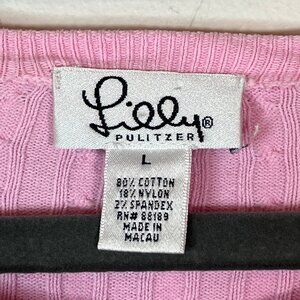 Lilly®
PULITZER
L
80% COTTON
18% NYLON
2% SPANDEX
RN# 88189
MADE IN
MACAU